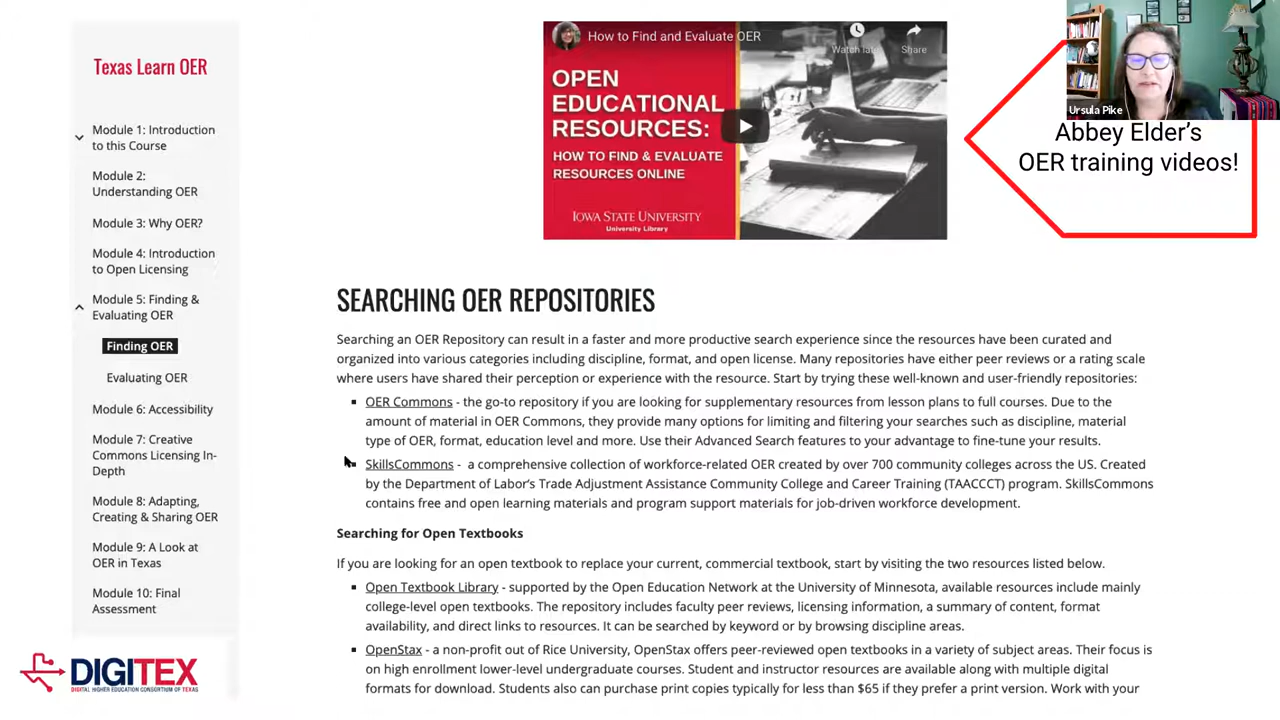 Texas Learn OER
Module 1: Introduction
to this Course
Module 2:
Understanding OER
Module 3: Why OER?
Module 4: Introduction
to Open Licensing
Module 5: Finding &
Evaluating OER
Finding OER
Evaluating OER
Module 6: Accessibility
Module 7: Creative
Commons Licensing In-
Depth
Module 8: Adapting,
Creating & Sharing OER
Module 9: A Look at
OER in Texas
Module 10: Final
Assessment
DIGITEX
DIGITAL HIGHER EDUCATION CONSORTIUM OF TEXAS
How to Find and Evaluate OER
Watch later
Share
OPEN
EDUCATIONAL
RESOURCES:
HOW TO FIND & EVALUATE
RESOURCES ONLINE
IOWA STATE UNIVERSITY
University Library
Ursula Pike
Abbey Elder's
OER training videos!
SEARCHING OER REPOSITORIES
Searching an OER Repository can result in a faster and more productive search experience since the resources have been curated and
organized into various categories including discipline, format, and open license. Many repositories have either peer reviews or a rating scale
where users have shared their perception or experience with the resource. Start by trying these well-known and user-friendly repositories:
OER Commons - the go-to repository if you are looking for supplementary resources from lesson plans to full courses. Due to the
amount of material in OER Commons, they provide many options for limiting and filtering your searches such as discipline, material
type of OER, format, education level and more. Use their Advanced Search features to your advantage to fine-tune your results.
SkillsCommons - a comprehensive collection of workforce-related OER created by over 700 community colleges across the US. Created
by the Department of Labor's Trade Adjustment Assistance Community College and Career Training (TAACCCT) program. SkillsCommons
contains free and open learning materials and program support materials for job-driven workforce development.
Searching for Open Textbooks
If you are looking for an open textbook to replace your current, commercial textbook, start by visiting the two resources listed below.
Open Textbook Library - supported by the Open Education Network at the University of Minnesota, available resources include mainly
college-level open textbooks. The repository includes faculty peer reviews, licensing information, a summary of content, format
availability, and direct links to resources. It can be searched by keyword or by browsing discipline areas.
OpenStax - a non-profit out of Rice University, OpenStax offers peer-reviewed open textbooks in a variety of subject areas. Their focus is
on high enrollment lower-level undergraduate courses. Student and instructor resources are available along with multiple digital
formats for download. Students also can purchase print copies typically for less than $65 if they prefer a print version. Work with your